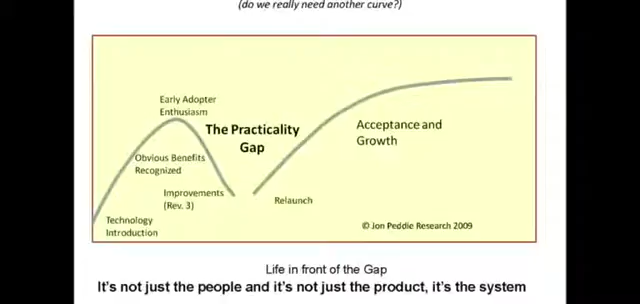 (do we really need another curve?)
Early Adopter
Enthusiasm
The Practicality
Gap
Acceptance and
Growth
Obvious Benefits
Recognized
Improvements
(Rev. 3)
Relaunch
Technology
Introduction
© Jon Peddie Research 2009
Life in front of the Gap
It's not just the people and it's not just the product, it's the system